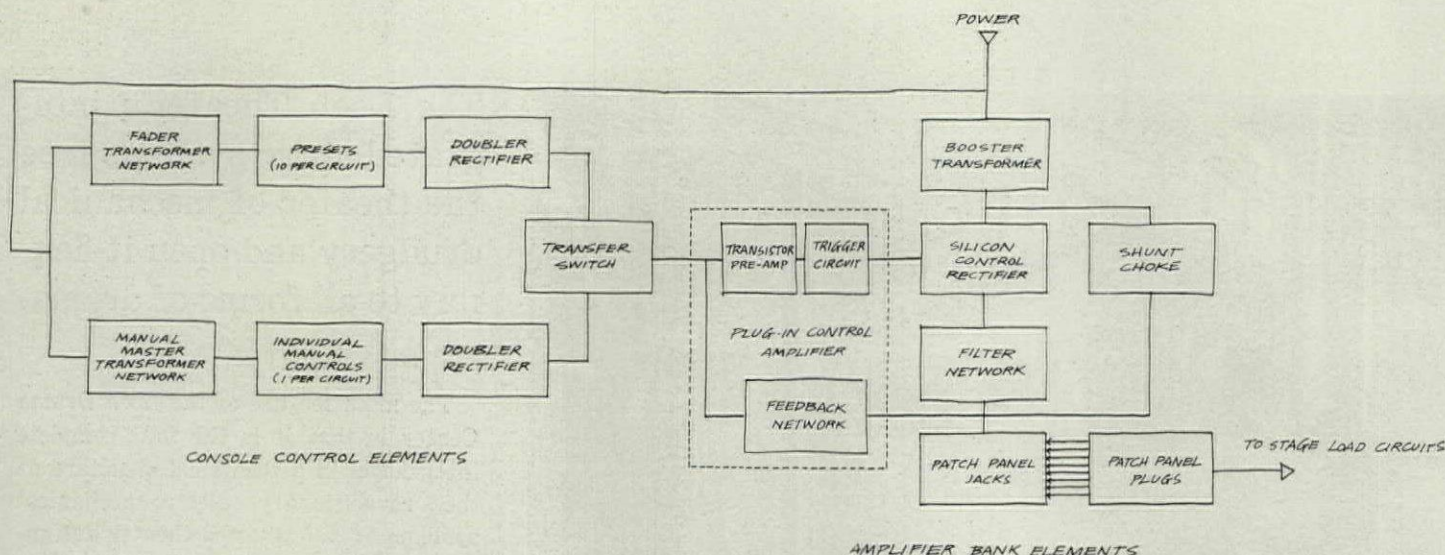 POWER
FADER
TRANSFORMER
NETWORK
PRESETS
(10 PER CIRCUIT)
DOUBLER
RECTIFIER
BOOSTER
TRANSFORMER
TRANSFER
SWITCH
TRANSISTOR
PRE-AMP
TRIGGER
CIRCUIT
SILICON
CONTROL
RECTIFIER
SHUNT
CHOKE
MANUAL
MASTER
TRANSFORMER
NETWORK
INDIVIDUAL
MANUAL
CONTROLS
(1 PER CIRCUIT)
DOUBLER
RECTIFIER
PLUG-IN CONTROL
AMPLIFIER
FILTER
NETWORK
FEEDBACK
NETWORK
CONSOLE CONTROL ELEMENTS
PATCH PANEL
JACKS
PATCH PANEL
PLUGS
TO STAGE LOAD CIRCUITS
AMPLIFIER BANK ELEMENTS